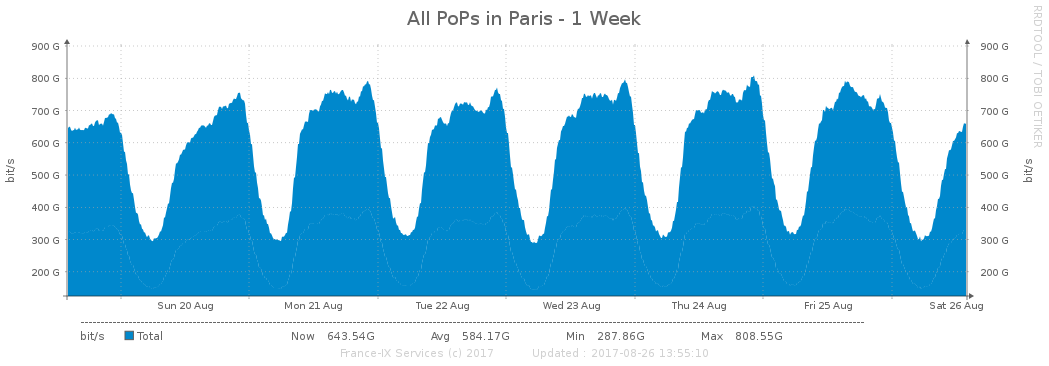 All PoPs in Paris - 1 Week
RRDTOOL / TOBI OETIKER
900 G 900 G
800 G 800 G
700 G 700 G
600 G 600 G
500 G 500 G
400 G 400 G
300 G 300 G
200 G 200 G
bit/s bit/s
Sun 20 Aug Mon 21 Aug Tue 22 Aug Wed 23 Aug Thu 24 Aug Fri 25 Aug Sat 26 Aug
bit/s Total Now 643.54G Avg 584.17G Min 287.86G Max 808.55G
France-IX Services (c) 2017 Updated : 2017-08-26 13:55:10